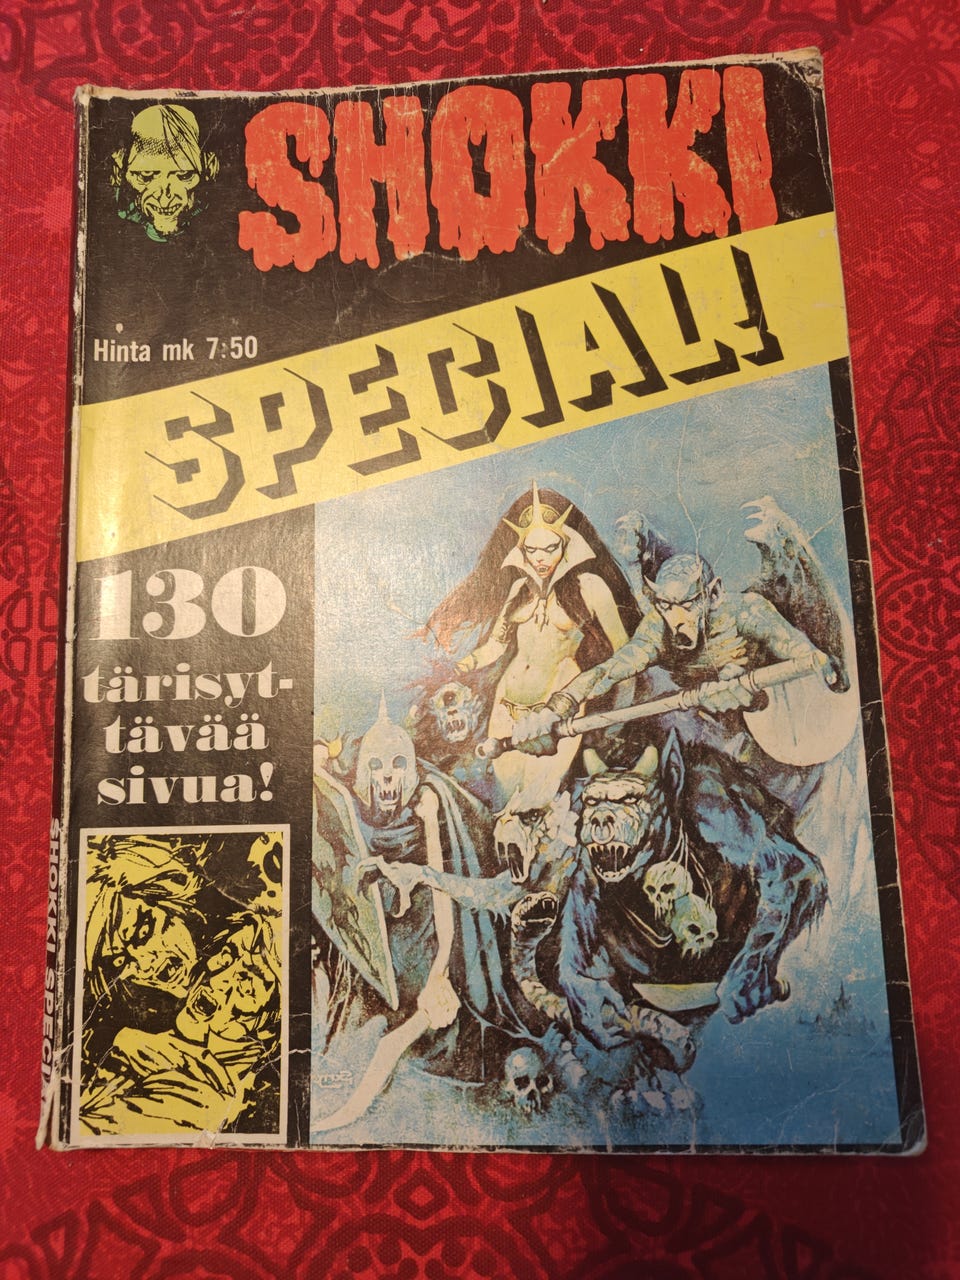 SHOKKI
Hinta mk 7:50
SPECIAL!
130
tärisyt-
tävää
sivua!
SHOKKI SPECI